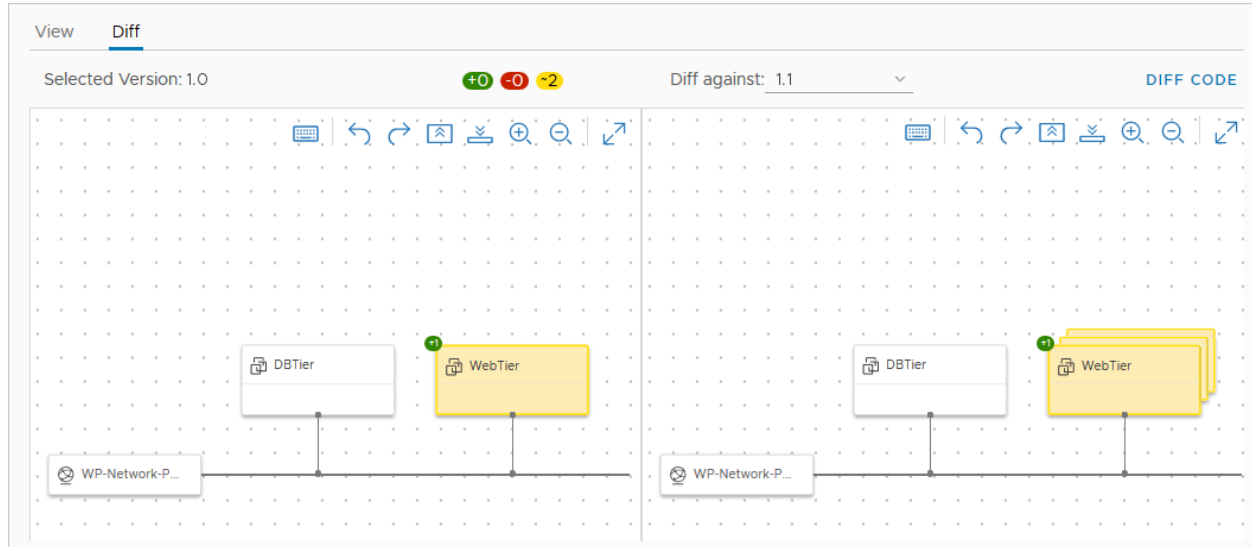 View Diff
Selected Version: 1.0 +0 -0 ~2 Diff against: 1.1 DIFF CODE
+1 +1
DBTier WebTier DBTier WebTier
WP-Network-P... WP-Network-P...